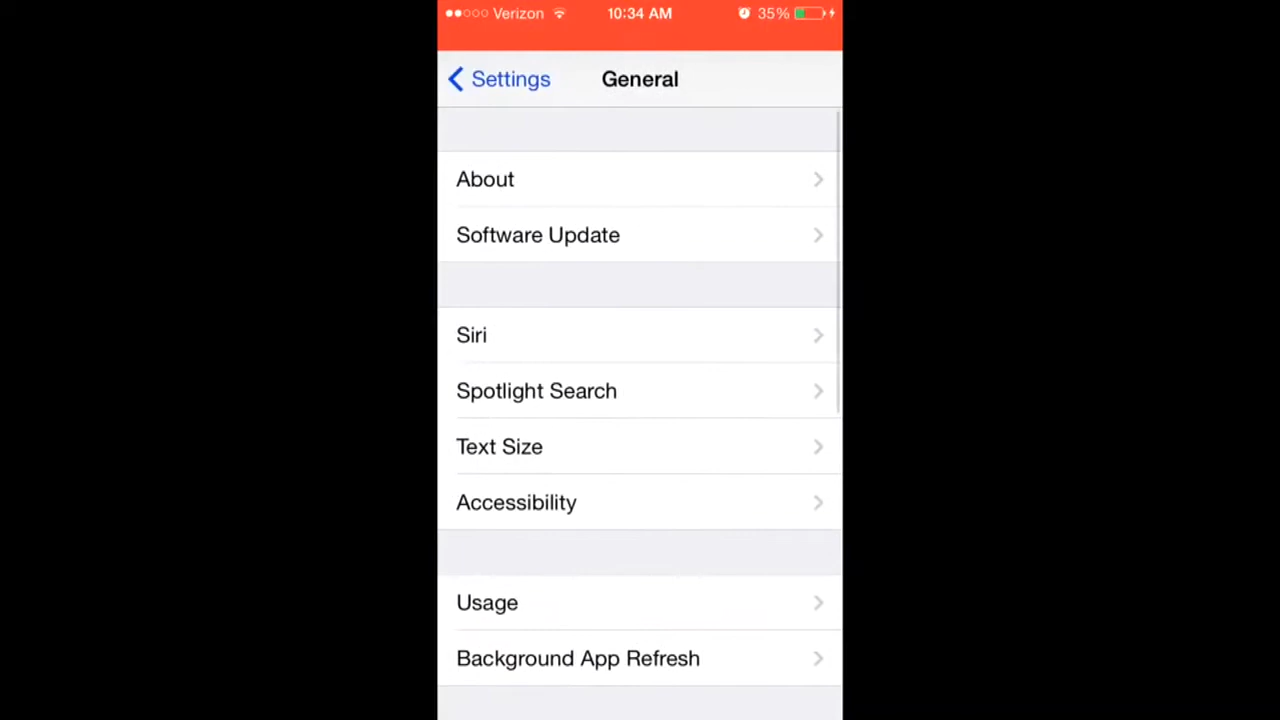 Verizon 10:34 AM 35%
Settings General
About
Software Update
Siri
Spotlight Search
Text Size
Accessibility
Usage
Background App Refresh